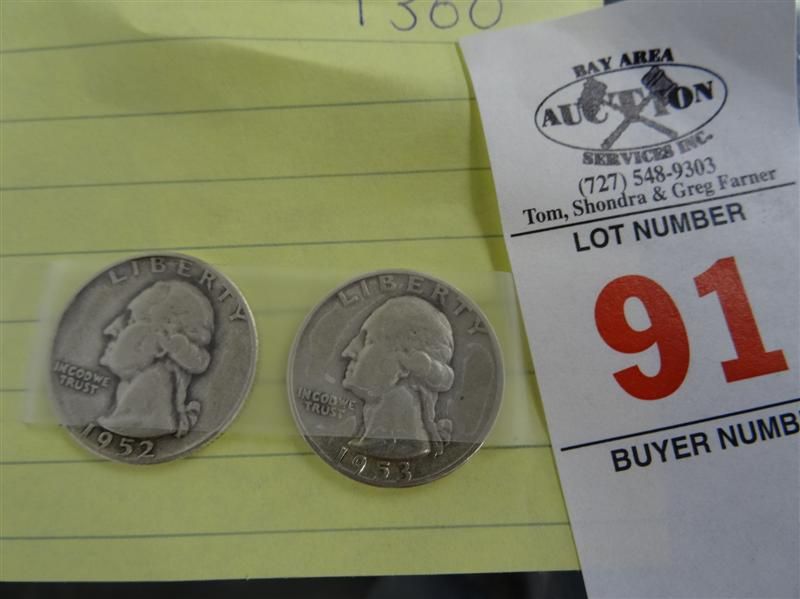 1300
BAY AREA
AUCTION
SERVICES INC.
(727) 548-9303
Tom, Shondra & Greg Farner
LOT NUMBER
91
BUYER NUMB
LIBERTY
IN GOD WE
TRUST
1952
LIBERTY
IN GOD WE
TRUST
1953